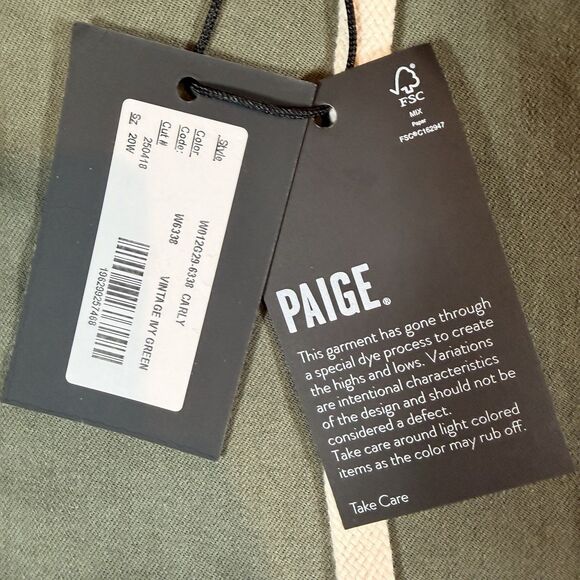 Style W012G29-6338 CARLY
Color VINTAGE IVY GREEN
Code: W6338
Cut # 250418
SZ 20W
198299257468
FSC
MIX
Paper
FSC®C162947
PAIGE®
This garment has gone through
a special dye process to create
the highs and lows. Variations
are intentional characteristics
of the design and should not be
considered a defect.
Take care around light colored
items as the color may rub off.
Take Care